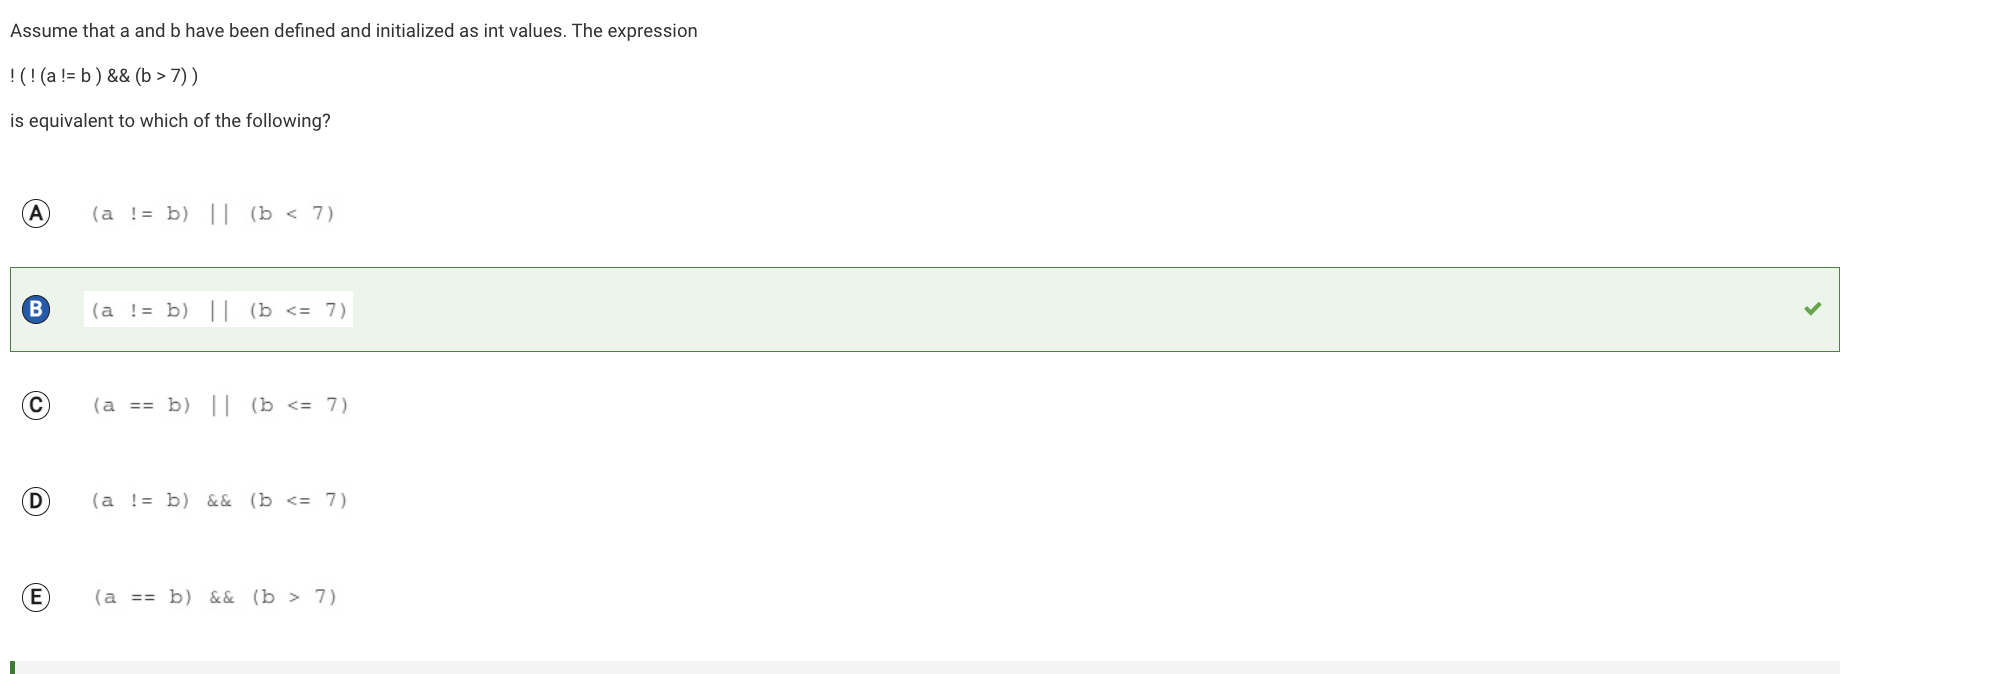 Assume that a and b have been defined and initialized as int values. The expression
! ( ! (a != b ) && (b > 7) )
is equivalent to which of the following?
A (a != b) || (b < 7)
B (a != b) || (b <= 7)
C (a == b) || (b <= 7)
D (a != b) && (b <= 7)
E (a == b) && (b > 7)